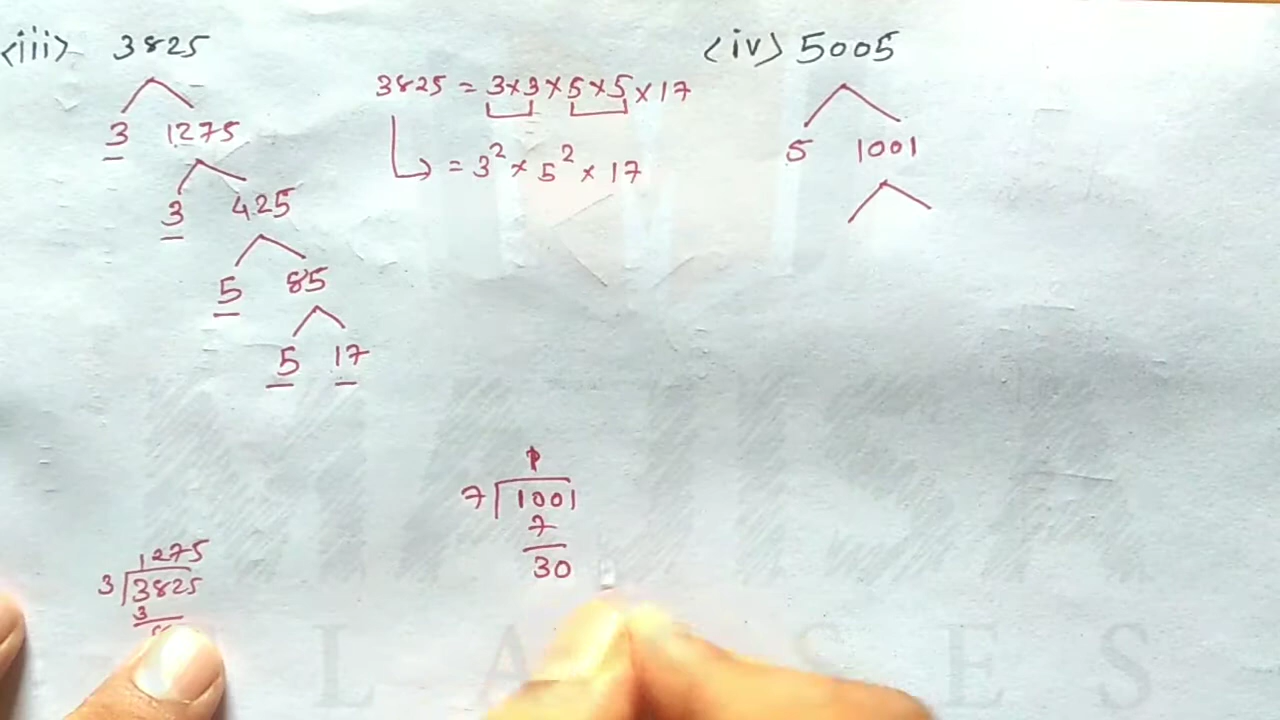 <iii> 3825
3 1275
3 425
5 85
5 17
3825 = 3×3×5×5×17
= 3² × 5² × 17
<iv> 5005
5 1001
1275
3 3825
3
1
7 1001
7
30
L A S S E S